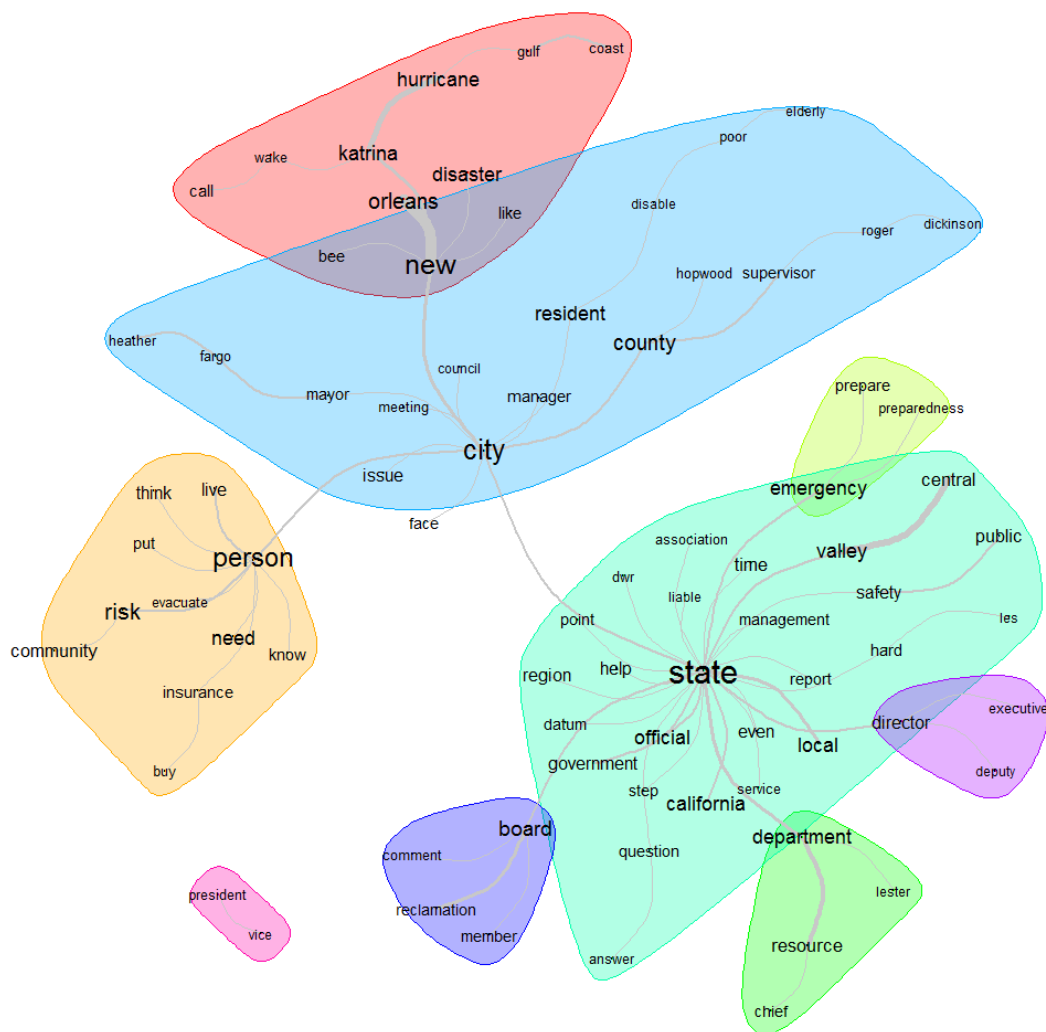 gulf
coast
hurricane
katrina
wake
call
disaster
orleans
like
bee
new
elderly
poor
disable
dickinson
roger
hopwood
supervisor
resident
county
heather
fargo
council
mayor
meeting
manager
city
issue
face
prepare
preparedness
emergency
central
think
live
put
person
evacuate
risk
need
community
know
insurance
buy
association
time
valley
public
dwr
liable
safety
point
management
les
region
help
state
report
hard
datum
official
even
local
director
executive
government
step
service
deputy
california
board
department
comment
question
president
lester
reclamation
vice
member
resource
answer
chief